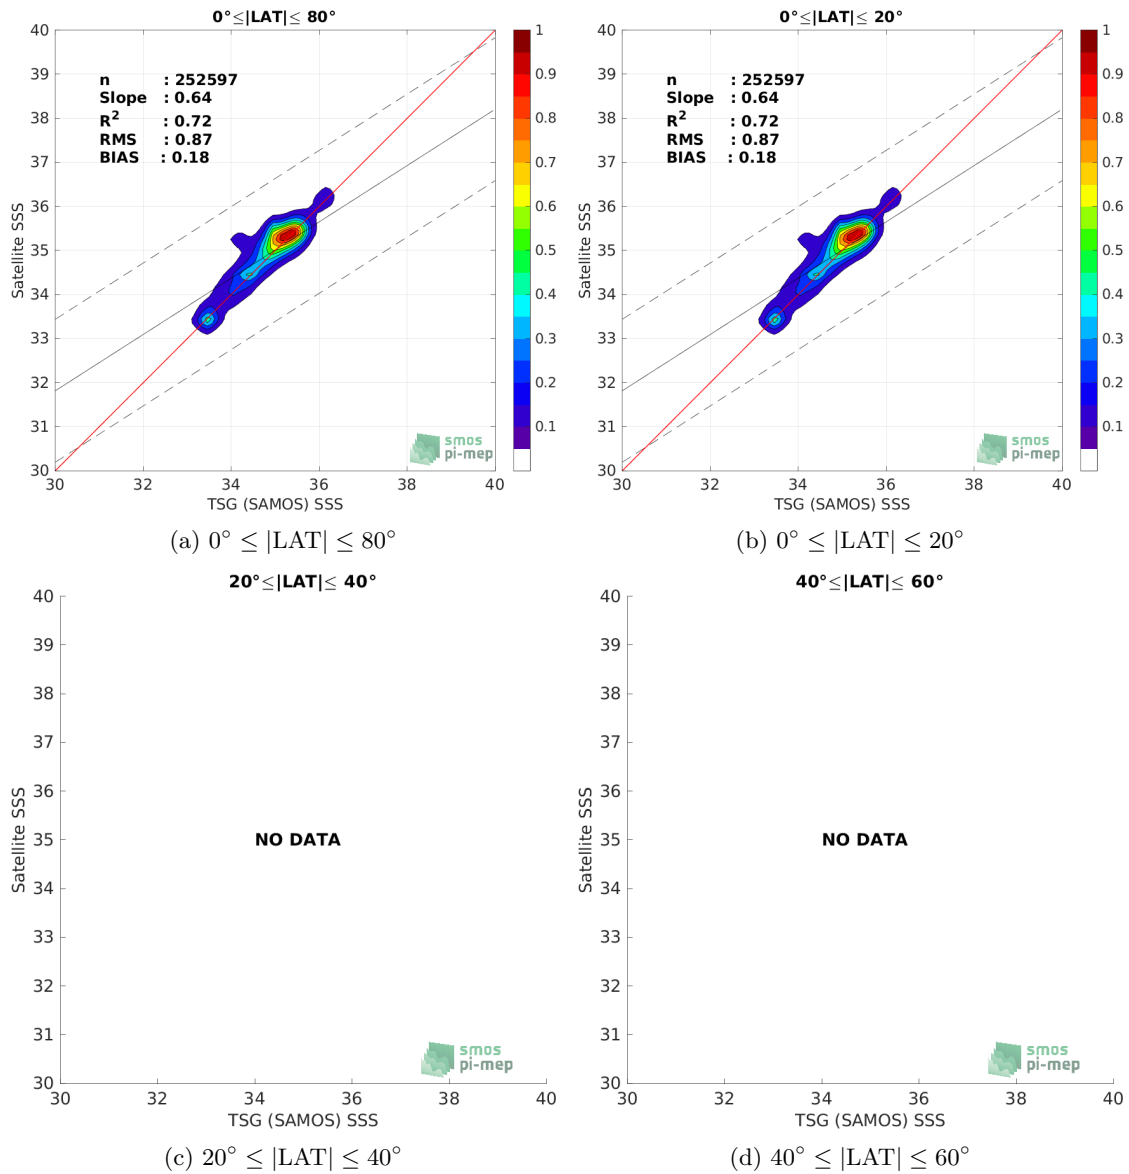 0°≤|LAT|≤ 80°
n : 252597
Slope : 0.64
R² : 0.72
RMS : 0.87
BIAS : 0.18
40
39
38
37
36
35
34
33
32
31
30
Satellite SSS
30 32 34 36 38 40
TSG (SAMOS) SSS
1
0.9
0.8
0.7
0.6
0.5
0.4
0.3
0.2
0.1
smos
pi-mep
(a) 0° ≤ |LAT| ≤ 80°
0°≤|LAT|≤ 20°
n : 252597
Slope : 0.64
R² : 0.72
RMS : 0.87
BIAS : 0.18
40
39
38
37
36
35
34
33
32
31
30
Satellite SSS
30 32 34 36 38 40
TSG (SAMOS) SSS
1
0.9
0.8
0.7
0.6
0.5
0.4
0.3
0.2
0.1
smos
pi-mep
(b) 0° ≤ |LAT| ≤ 20°
20°≤|LAT|≤ 40°
40
39
38
37
36
35
34
33
32
31
30
Satellite SSS
NO DATA
30 32 34 36 38 40
TSG (SAMOS) SSS
smos
pi-mep
(c) 20° ≤ |LAT| ≤ 40°
40°≤|LAT|≤ 60°
40
39
38
37
36
35
34
33
32
31
30
Satellite SSS
NO DATA
30 32 34 36 38 40
TSG (SAMOS) SSS
smos
pi-mep
(d) 40° ≤ |LAT| ≤ 60°